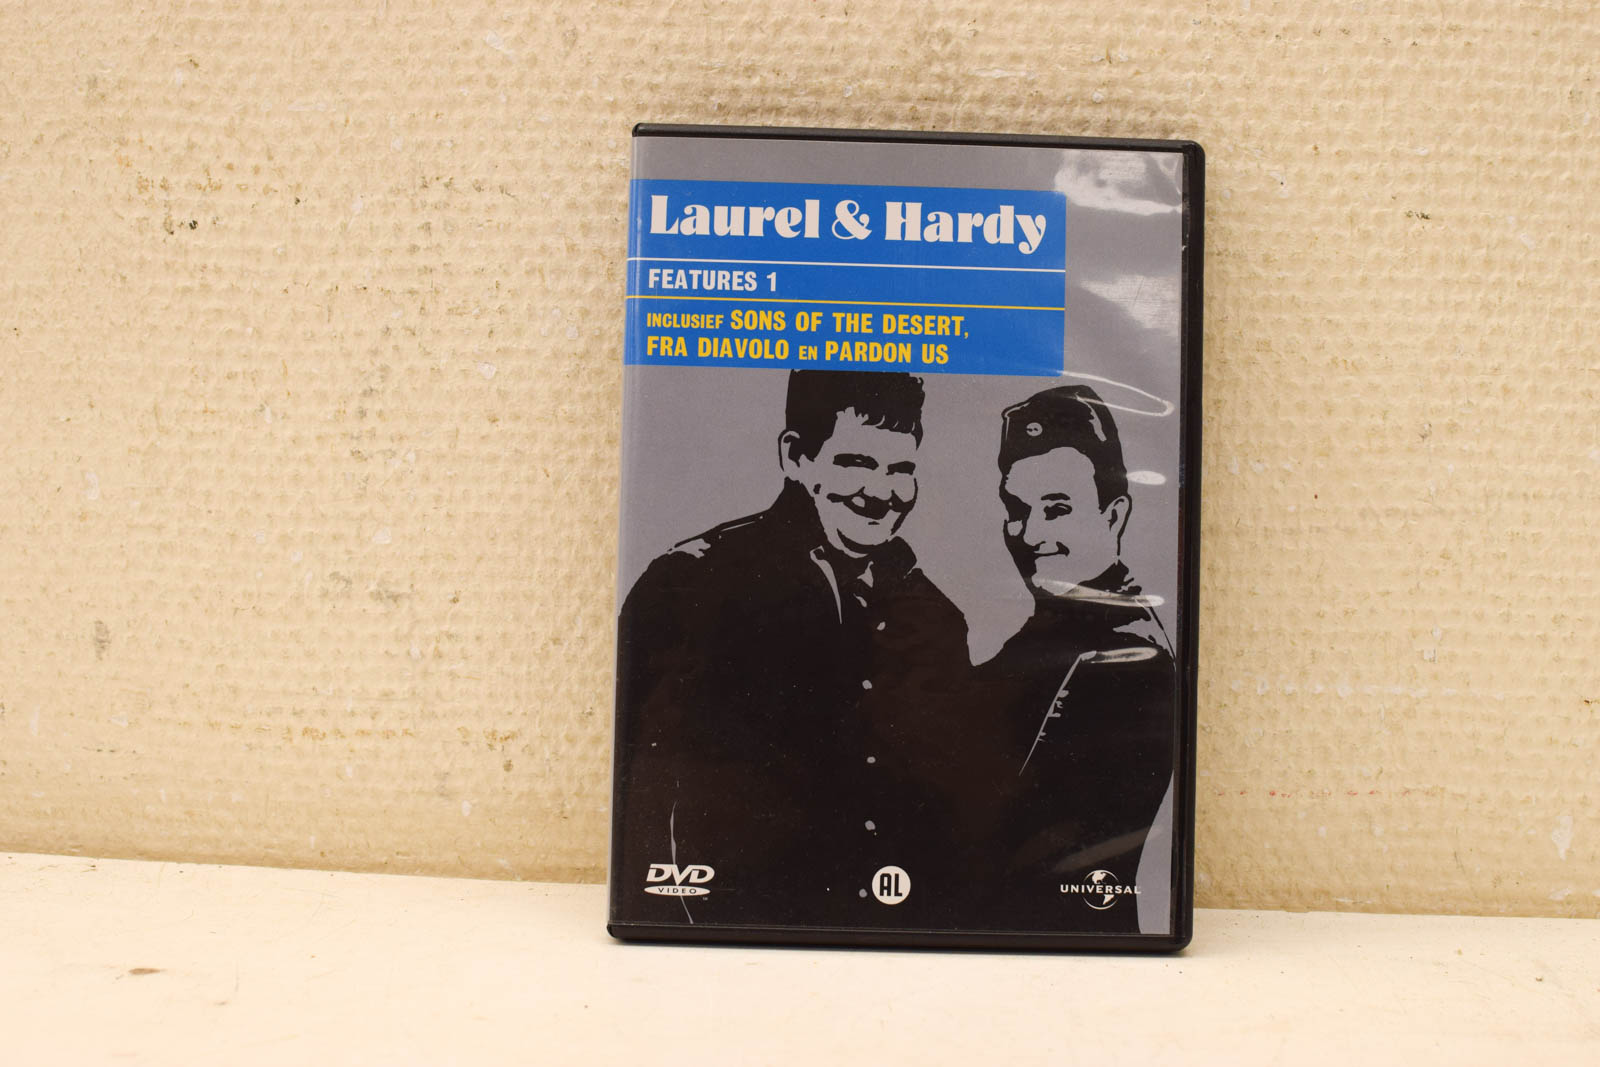 Laurel & Hardy
FEATURES 1
INCLUSIEF SONS OF THE DESERT,
FRA DIAVOLO EN PARDON US
DVD
VIDEO
AL
UNIVERSAL